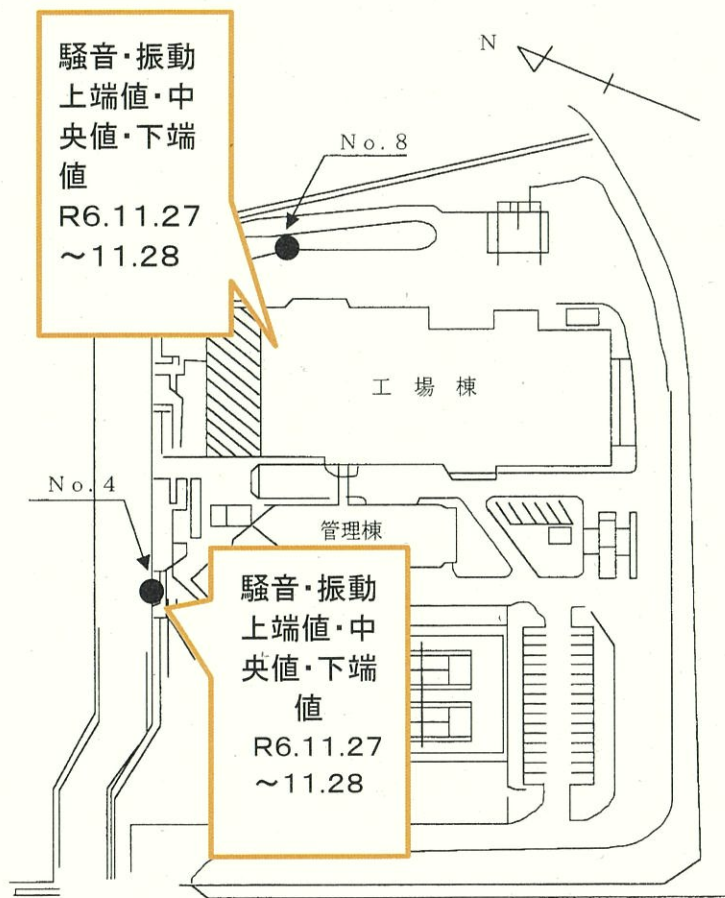 騒音・振動
上端値・中
央値・下端
値
R6.11.27
～11.28
N
No.8
工場棟
No.4
管理棟
騒音・振動
上端値・中
央値・下端
値
R6.11.27
～11.28